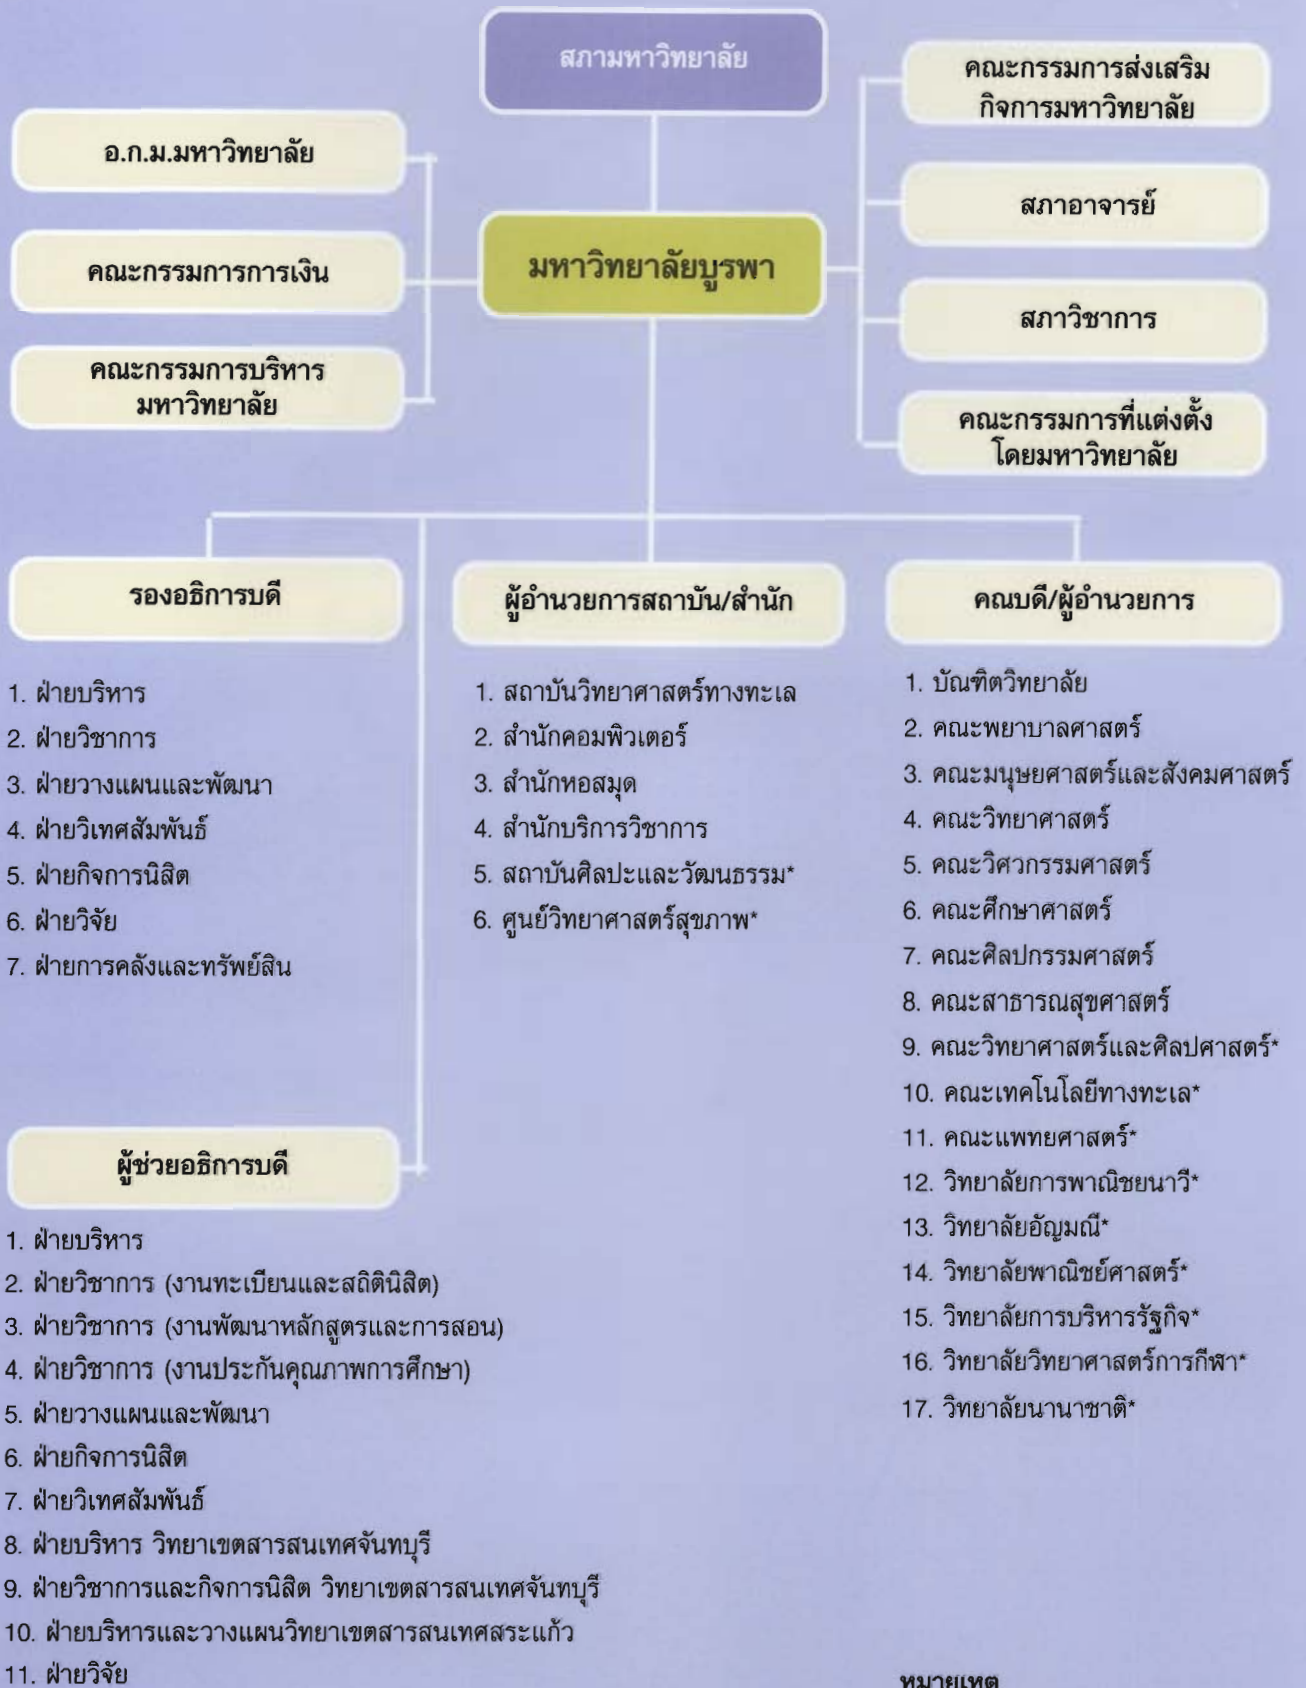 สภามหาวิทยาลัย
อ.ก.ม.มหาวิทยาลัย
คณะกรรมการการเงิน
คณะกรรมการบริหาร
มหาวิทยาลัย
มหาวิทยาลัยบูรพา
คณะกรรมการส่งเสริม
กิจการมหาวิทยาลัย
สภาอาจารย์
สภาวิชาการ
คณะกรรมการที่แต่งตั้ง
โดยมหาวิทยาลัย
รองอธิการบดี
1. ฝ่ายบริหาร
2. ฝ่ายวิชาการ
3. ฝ่ายวางแผนและพัฒนา
4. ฝ่ายวิเทศสัมพันธ์
5. ฝ่ายกิจการนิสิต
6. ฝ่ายวิจัย
7. ฝ่ายการคลังและทรัพย์สิน
ผู้ช่วยอธิการบดี
1. ฝ่ายบริหาร
2. ฝ่ายวิชาการ (งานทะเบียนและสถิตินิสิต)
3. ฝ่ายวิชาการ (งานพัฒนาหลักสูตรและการสอน)
4. ฝ่ายวิชาการ (งานประกันคุณภาพการศึกษา)
5. ฝ่ายวางแผนและพัฒนา
6. ฝ่ายกิจการนิสิต
7. ฝ่ายวิเทศสัมพันธ์
8. ฝ่ายบริหาร วิทยาเขตสารสนเทศจันทบุรี
9. ฝ่ายวิชาการและกิจการนิสิต วิทยาเขตสารสนเทศจันทบุรี
10. ฝ่ายบริหารและวางแผนวิทยาเขตสารสนเทศสระแก้ว
11. ฝ่ายวิจัย
ผู้อำนวยการสถาบัน/สำนัก
1. สถาบันวิทยาศาสตร์ทางทะเล
2. สำนักคอมพิวเตอร์
3. สำนักหอสมุด
4. สำนักบริการวิชาการ
5. สถาบันศิลปะและวัฒนธรรม*
6. ศูนย์วิทยาศาสตร์สุขภาพ*
คณบดี/ผู้อำนวยการ
1. บัณฑิตวิทยาลัย
2. คณะพยาบาลศาสตร์
3. คณะมนุษยศาสตร์และสังคมศาสตร์
4. คณะวิทยาศาสตร์
5. คณะวิศวกรรมศาสตร์
6. คณะศึกษาศาสตร์
7. คณะศิลปกรรมศาสตร์
8. คณะสาธารณสุขศาสตร์
9. คณะวิทยาศาสตร์และศิลปศาสตร์*
10. คณะเทคโนโลยีทางทะเล*
11. คณะแพทยศาสตร์*
12. วิทยาลัยการพาณิชยนาวี*
13. วิทยาลัยอัญมณี*
14. วิทยาลัยพาณิชย์ศาสตร์*
15. วิทยาลัยการบริหารรัฐกิจ*
16. วิทยาลัยวิทยาศาสตร์การกีฬา*
17. วิทยาลัยนานาชาติ*
หมายเหตุ